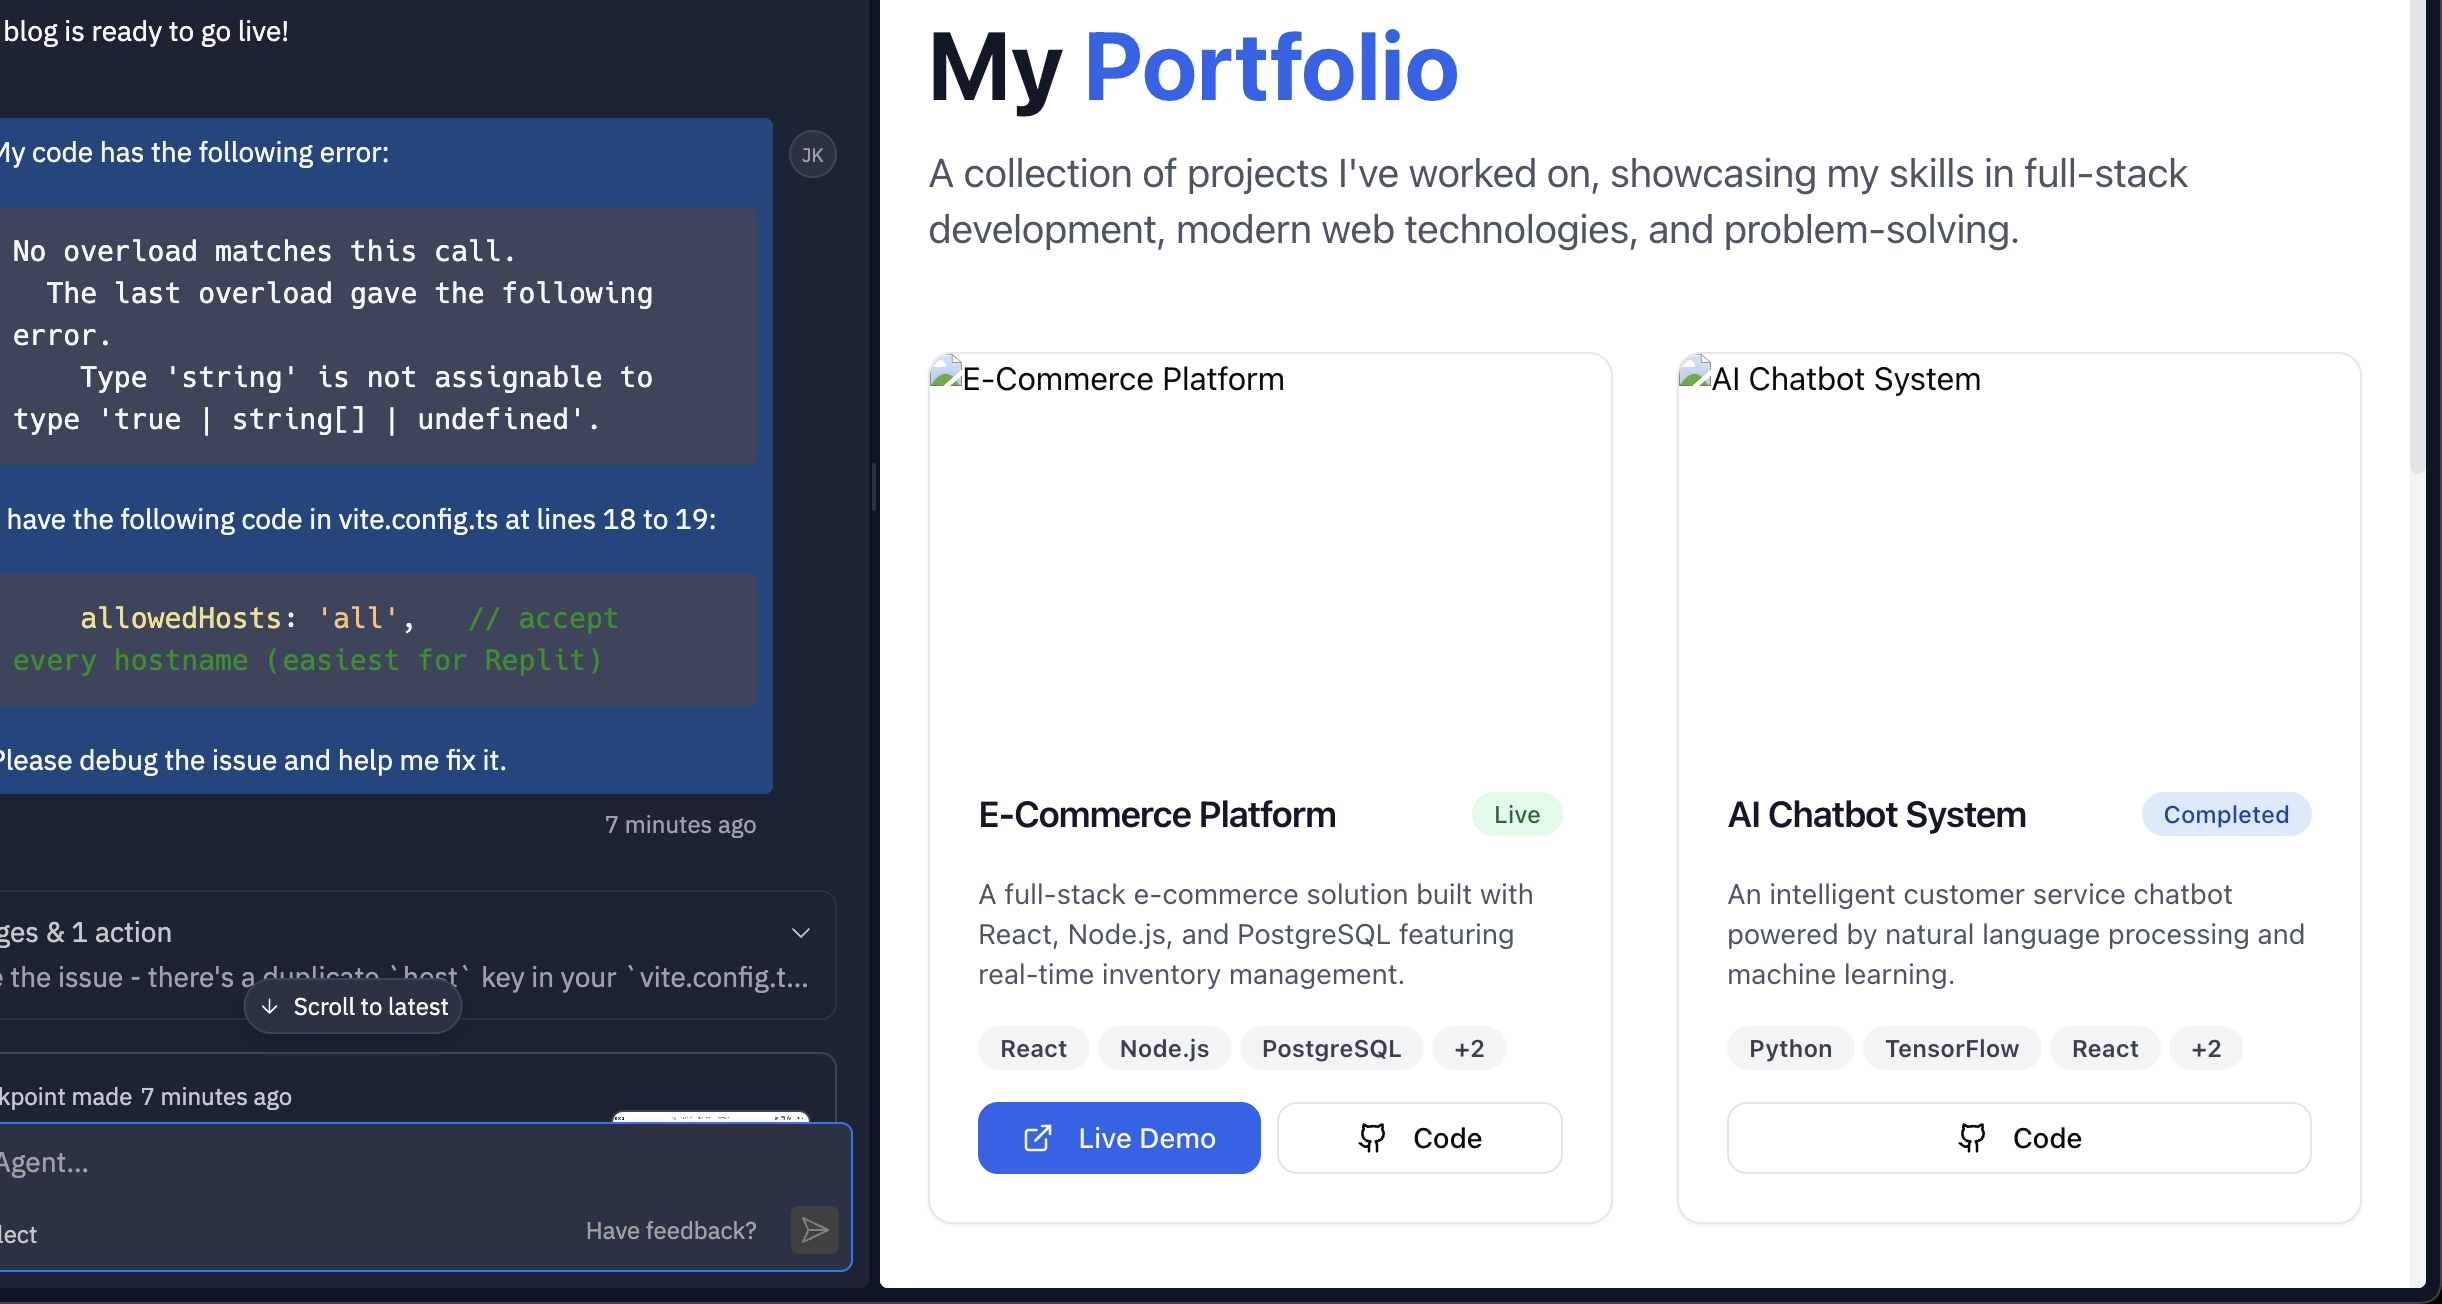 blog is ready to go live!
My code has the following error:
JK
No overload matches this call.
The last overload gave the following
error.
Type 'string' is not assignable to
type 'true | string[] | undefined'.
have the following code in vite.config.ts at lines 18 to 19:
allowedHosts: 'all',   // accept
every hostname (easiest for Replit)
Please debug the issue and help me fix it.
7 minutes ago
ges & 1 action
the issue - there's a duplicate `host` key in your `vite.config.t...
Scroll to latest
kpoint made 7 minutes ago
Agent...
lect
Have feedback?
My Portfolio
A collection of projects I've worked on, showcasing my skills in full-stack
development, modern web technologies, and problem-solving.
E-Commerce Platform
E-Commerce Platform
Live
A full-stack e-commerce solution built with
React, Node.js, and PostgreSQL featuring
real-time inventory management.
React Node.js PostgreSQL +2
Live Demo
Code
AI Chatbot System
AI Chatbot System
Completed
An intelligent customer service chatbot
powered by natural language processing and
machine learning.
Python TensorFlow React +2
Code